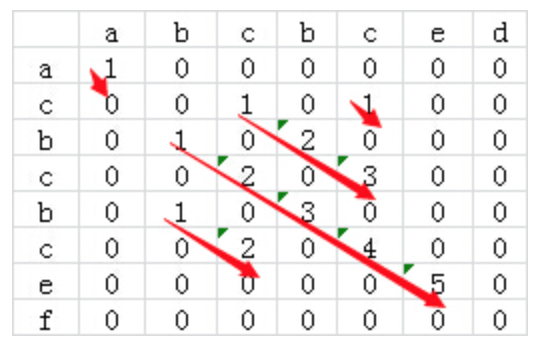 a b c b c e d
a 1 0 0 0 0 0 0
c 0 0 1 0 1 0 0
b 0 1 0 2 0 0 0
c 0 0 2 0 3 0 0
b 0 1 0 3 0 0 0
c 0 0 2 0 4 0 0
e 0 0 0 0 0 5 0
f 0 0 0 0 0 0 0